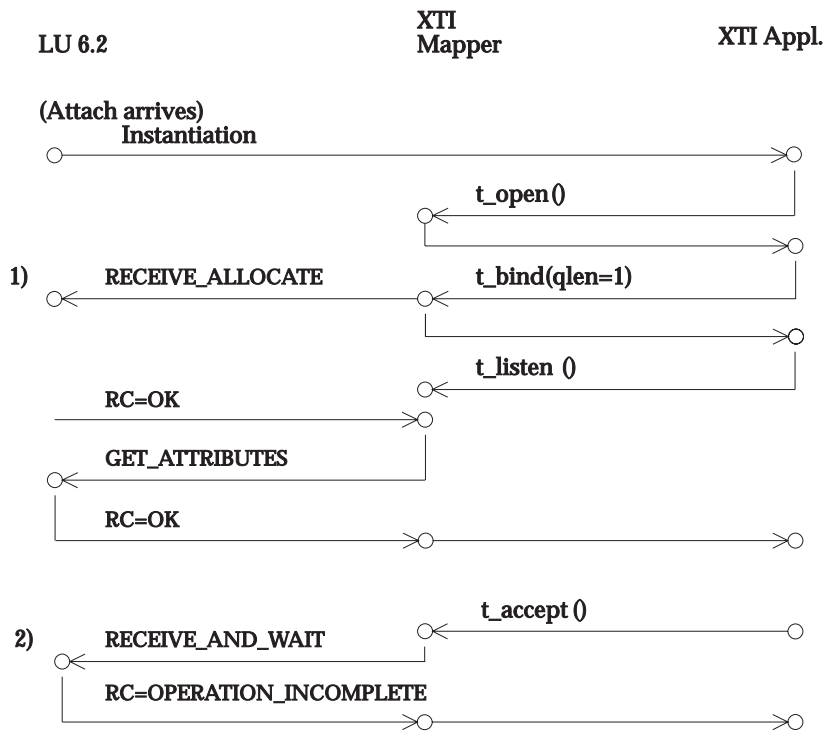 LU 6.2
XTI
Mapper
XTI Appl.
(Attach arrives)
Instantiation
t_open()
1)
RECEIVE_ALLOCATE
t_bind(qlen=1)
t_listen ()
RC=OK
GET_ATTRIBUTES
RC=OK
t_accept ()
2)
RECEIVE_AND_WAIT
RC=OPERATION_INCOMPLETE